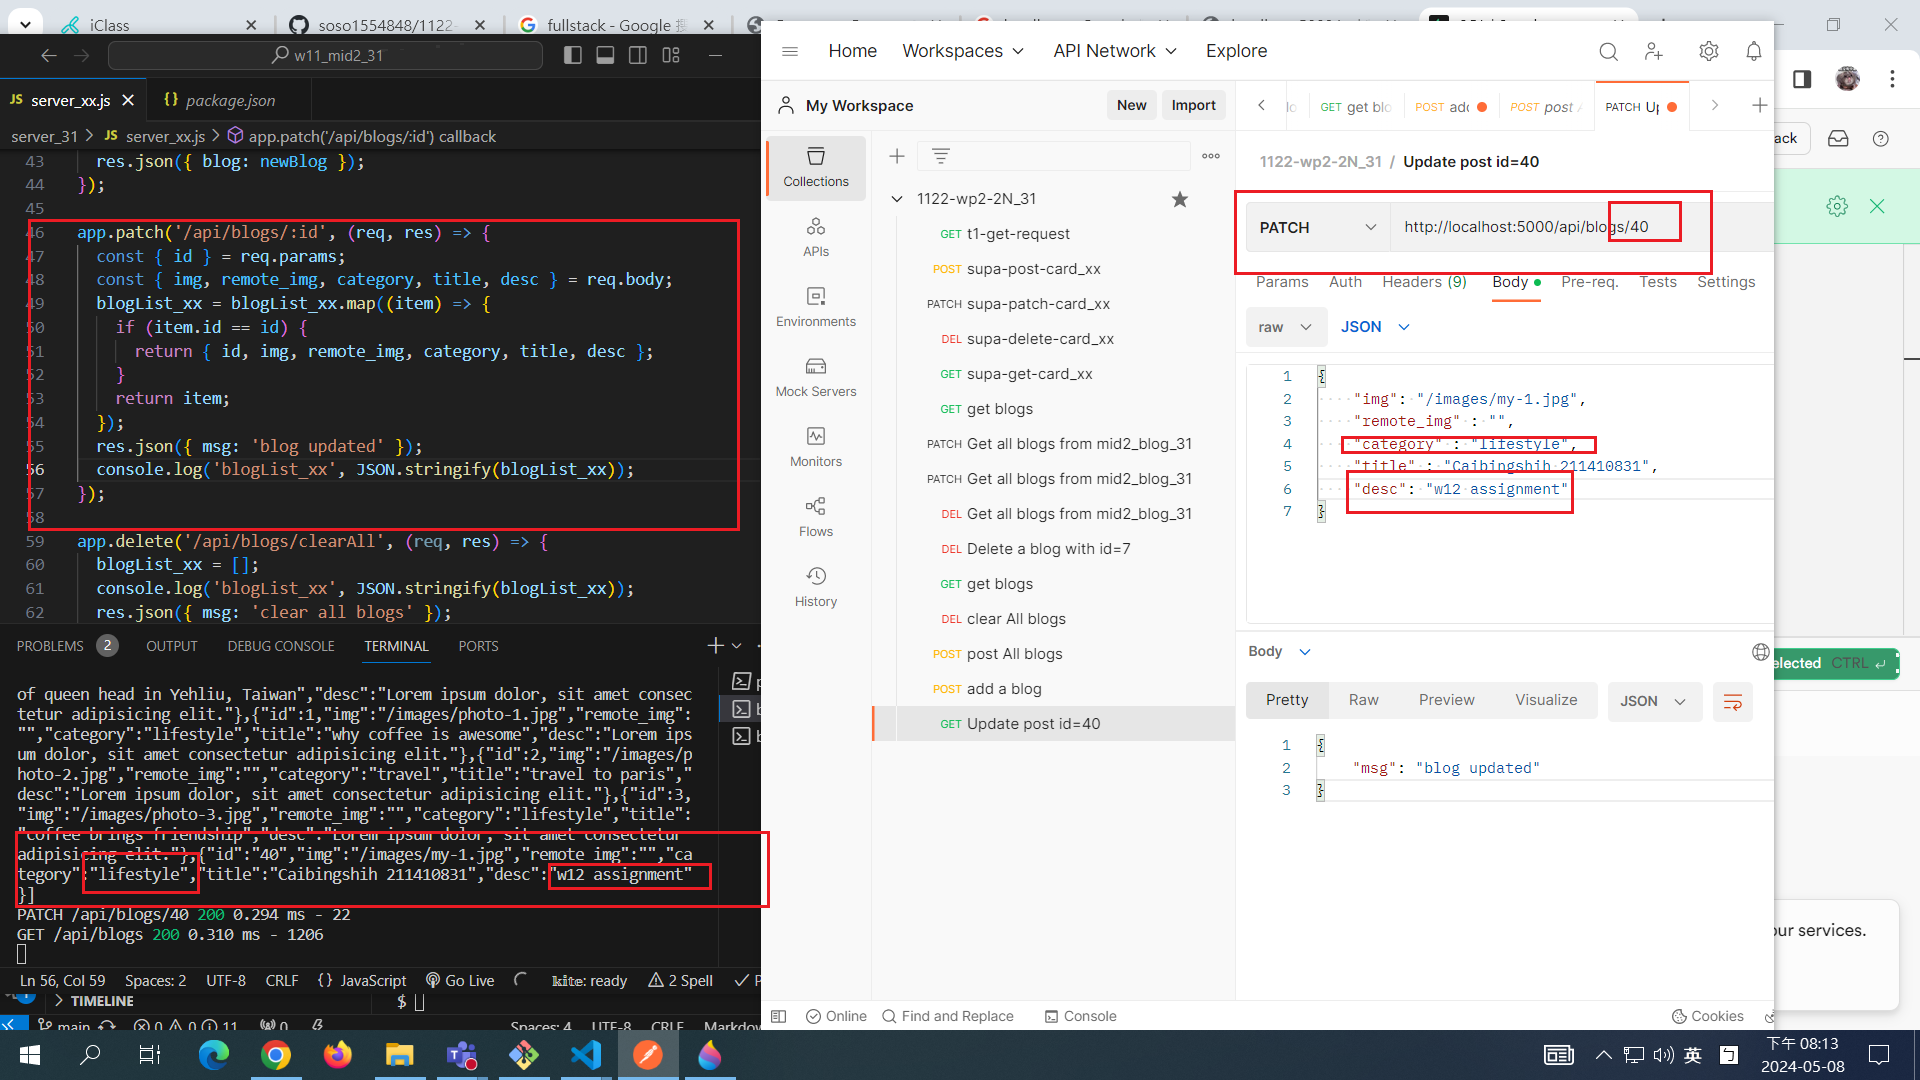 iClass
soso1554848/1122-
fullstack - Google
w11_mid2_31
JS server_xx.js
{} package.json
server_31 > JS server_xx.js > app.patch('/api/blogs/:id') callback
43 res.json({ blog: newBlog });
44 });
45
46 app.patch('/api/blogs/:id', (req, res) => {
47 const { id } = req.params;
48 const { img, remote_img, category, title, desc } = req.body;
49 blogList_xx = blogList_xx.map((item) => {
50 if (item.id == id) {
51 return { id, img, remote_img, category, title, desc };
52 }
53 return item;
54 });
55 res.json({ msg: 'blog updated' });
56 console.log('blogList_xx', JSON.stringify(blogList_xx));
57 });
58
59 app.delete('/api/blogs/clearAll', (req, res) => {
60 blogList_xx = [];
61 console.log('blogList_xx', JSON.stringify(blogList_xx));
62 res.json({ msg: 'clear all blogs' });
PROBLEMS 2 OUTPUT DEBUG CONSOLE TERMINAL PORTS
of queen head in Yehliu, Taiwan","desc":"Lorem ipsum dolor, sit amet consec
tetur adipisicing elit."},{"id":1,"img":"/images/photo-1.jpg","remote_img":
"","category":"lifestyle","title":"why coffee is awesome","desc":"Lorem ips
um dolor, sit amet consectetur adipisicing elit."},{"id":2,"img":"/images/p
hoto-2.jpg","remote_img":"","category":"travel","title":"travel to paris","
desc":"Lorem ipsum dolor, sit amet consectetur adipisicing elit."},{"id":3,
"img":"/images/photo-3.jpg","remote_img":"","category":"lifestyle","title":
"coffee brings friendship","desc":"Lorem ipsum dolor, sit amet consectetur
adipisicing elit."},{"id":"40","img":"/images/my-1.jpg","remote_img":"","ca
tegory":"lifestyle","title":"Caibingshih 211410831","desc":"w12 assignment"
}]
PATCH /api/blogs/40 200 0.294 ms - 22
GET /api/blogs 200 0.310 ms - 1206
Ln 56, Col 59 Spaces: 2 UTF-8 CRLF {} JavaScript Go Live kite: ready 2 Spell
TIMELINE
$
main 0 0 11 0 Spaces: 4 UTF-8 CRLF Markdow
Home Workspaces API Network Explore
My Workspace New Import
GET get blo
POST add
POST post
PATCH Up
Collections
APIs
Environments
Mock Servers
Monitors
Flows
History
1122-wp2-2N_31
GET t1-get-request
POST supa-post-card_xx
PATCH supa-patch-card_xx
DEL supa-delete-card_xx
GET supa-get-card_xx
GET get blogs
PATCH Get all blogs from mid2_blog_31
PATCH Get all blogs from mid2_blog_31
DEL Get all blogs from mid2_blog_31
DEL Delete a blog with id=7
GET get blogs
DEL clear All blogs
POST post All blogs
POST add a blog
GET Update post id=40
1122-wp2-2N_31 / Update post id=40
PATCH http://localhost:5000/api/blogs/40
Params Auth Headers (9) Body Pre-req. Tests Settings
raw JSON
1 {
2 "img": "/images/my-1.jpg",
3 "remote_img" : "",
4 "category" : "lifestyle",
5 "title" : "Caibingshih 211410831",
6 "desc": "w12 assignment"
7 }
Body
Pretty Raw Preview Visualize JSON
1 {
2 "msg": "blog updated"
3 }
Online Find and Replace Console Cookies
ack
elected CTRL
our services.
英
下午 08:13
2024-05-08